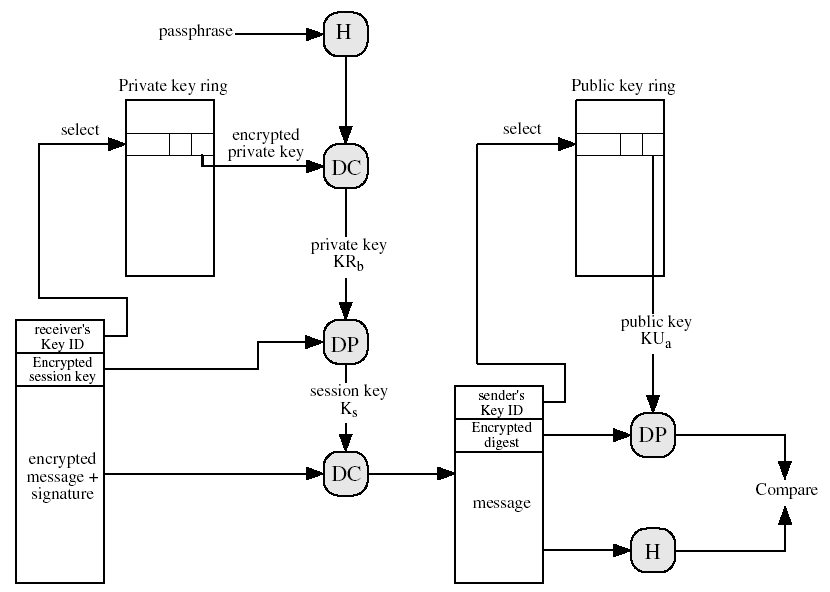 passphrase
H
Private key ring
Public key ring
select
encrypted
private key
DC
select
private key
KRb
receiver's
Key ID
Encrypted
session key
DP
public key
KUa
session key
Ks
sender's
Key ID
Encrypted
digest
DP
encrypted
message +
signature
DC
message
Compare
H